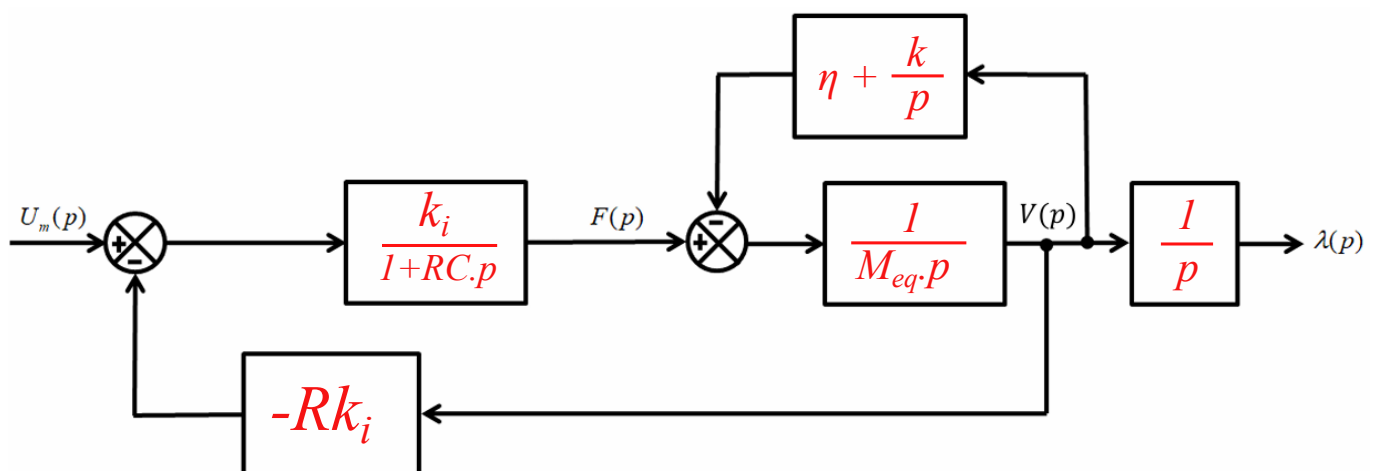 η + k/p
U_m(p)
+
-
k_i
1+RC.p
F(p)
-
+
1
M_eq.p
V(p)
1
p
λ(p)
-Rk_i